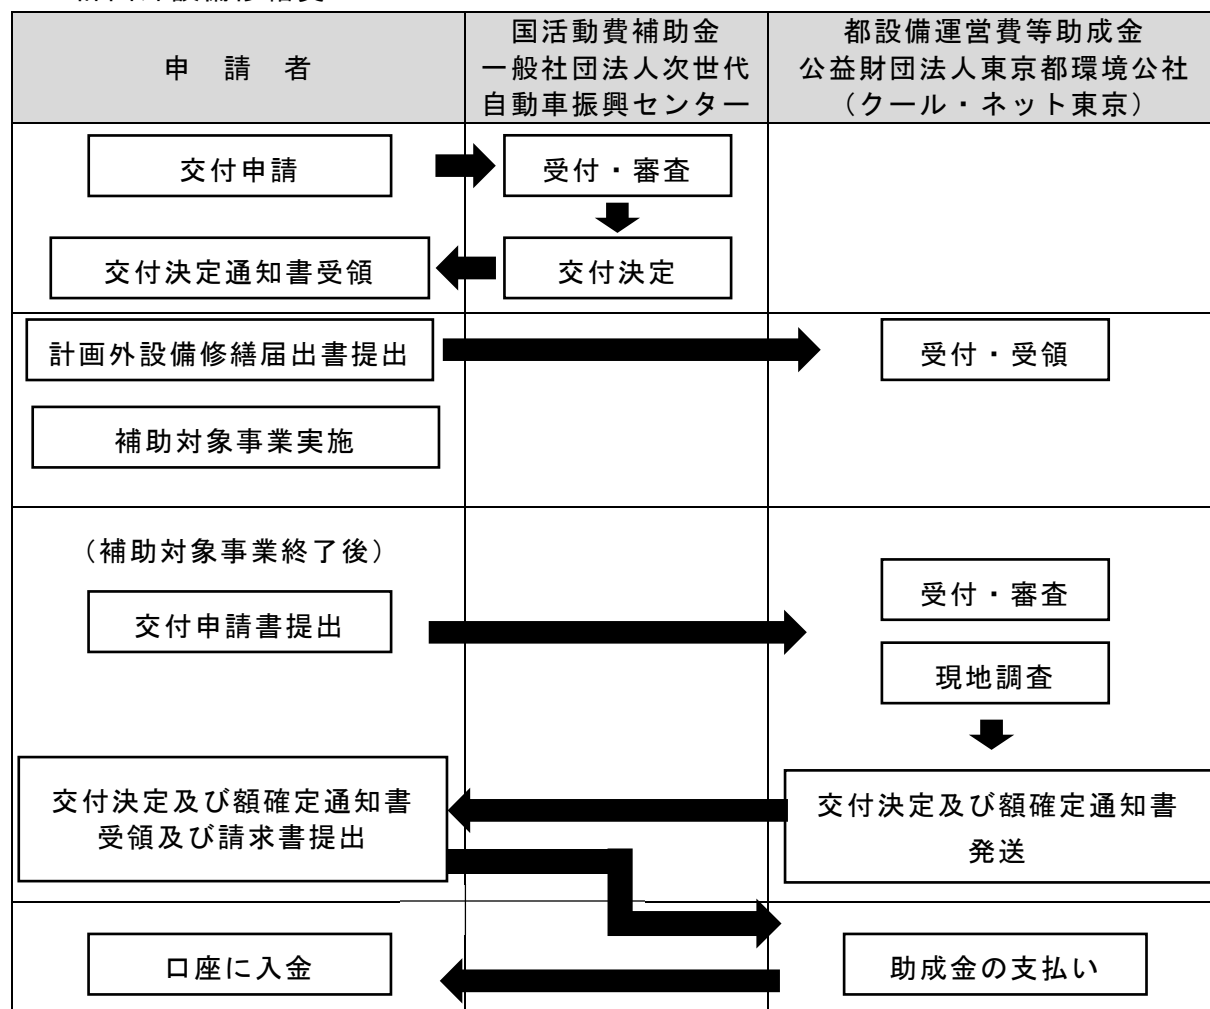 申　請　者
国活動費補助金
一般社団法人次世代
自動車振興センター
都設備運営費等助成金
公益財団法人東京都環境公社
（クール・ネット東京）
交付申請
受付・審査
交付決定通知書受領
交付決定
計画外設備修繕届出書提出
受付・受領
補助対象事業実施
（補助対象事業終了後）
受付・審査
交付申請書提出
現地調査
交付決定及び額確定通知書
受領及び請求書提出
交付決定及び額確定通知書
発送
口座に入金
助成金の支払い